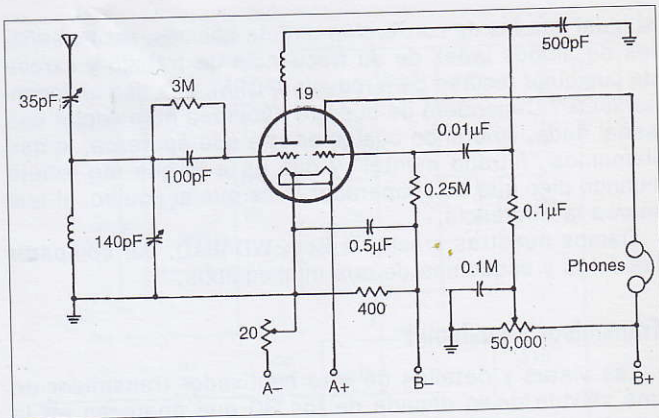 500pF
35pF
3M
19
100pF
0.01µF
0.25M
140pF
0.5µF
0.1µF
Phones
400
0.1M
20
50,000
A+
B–
B+